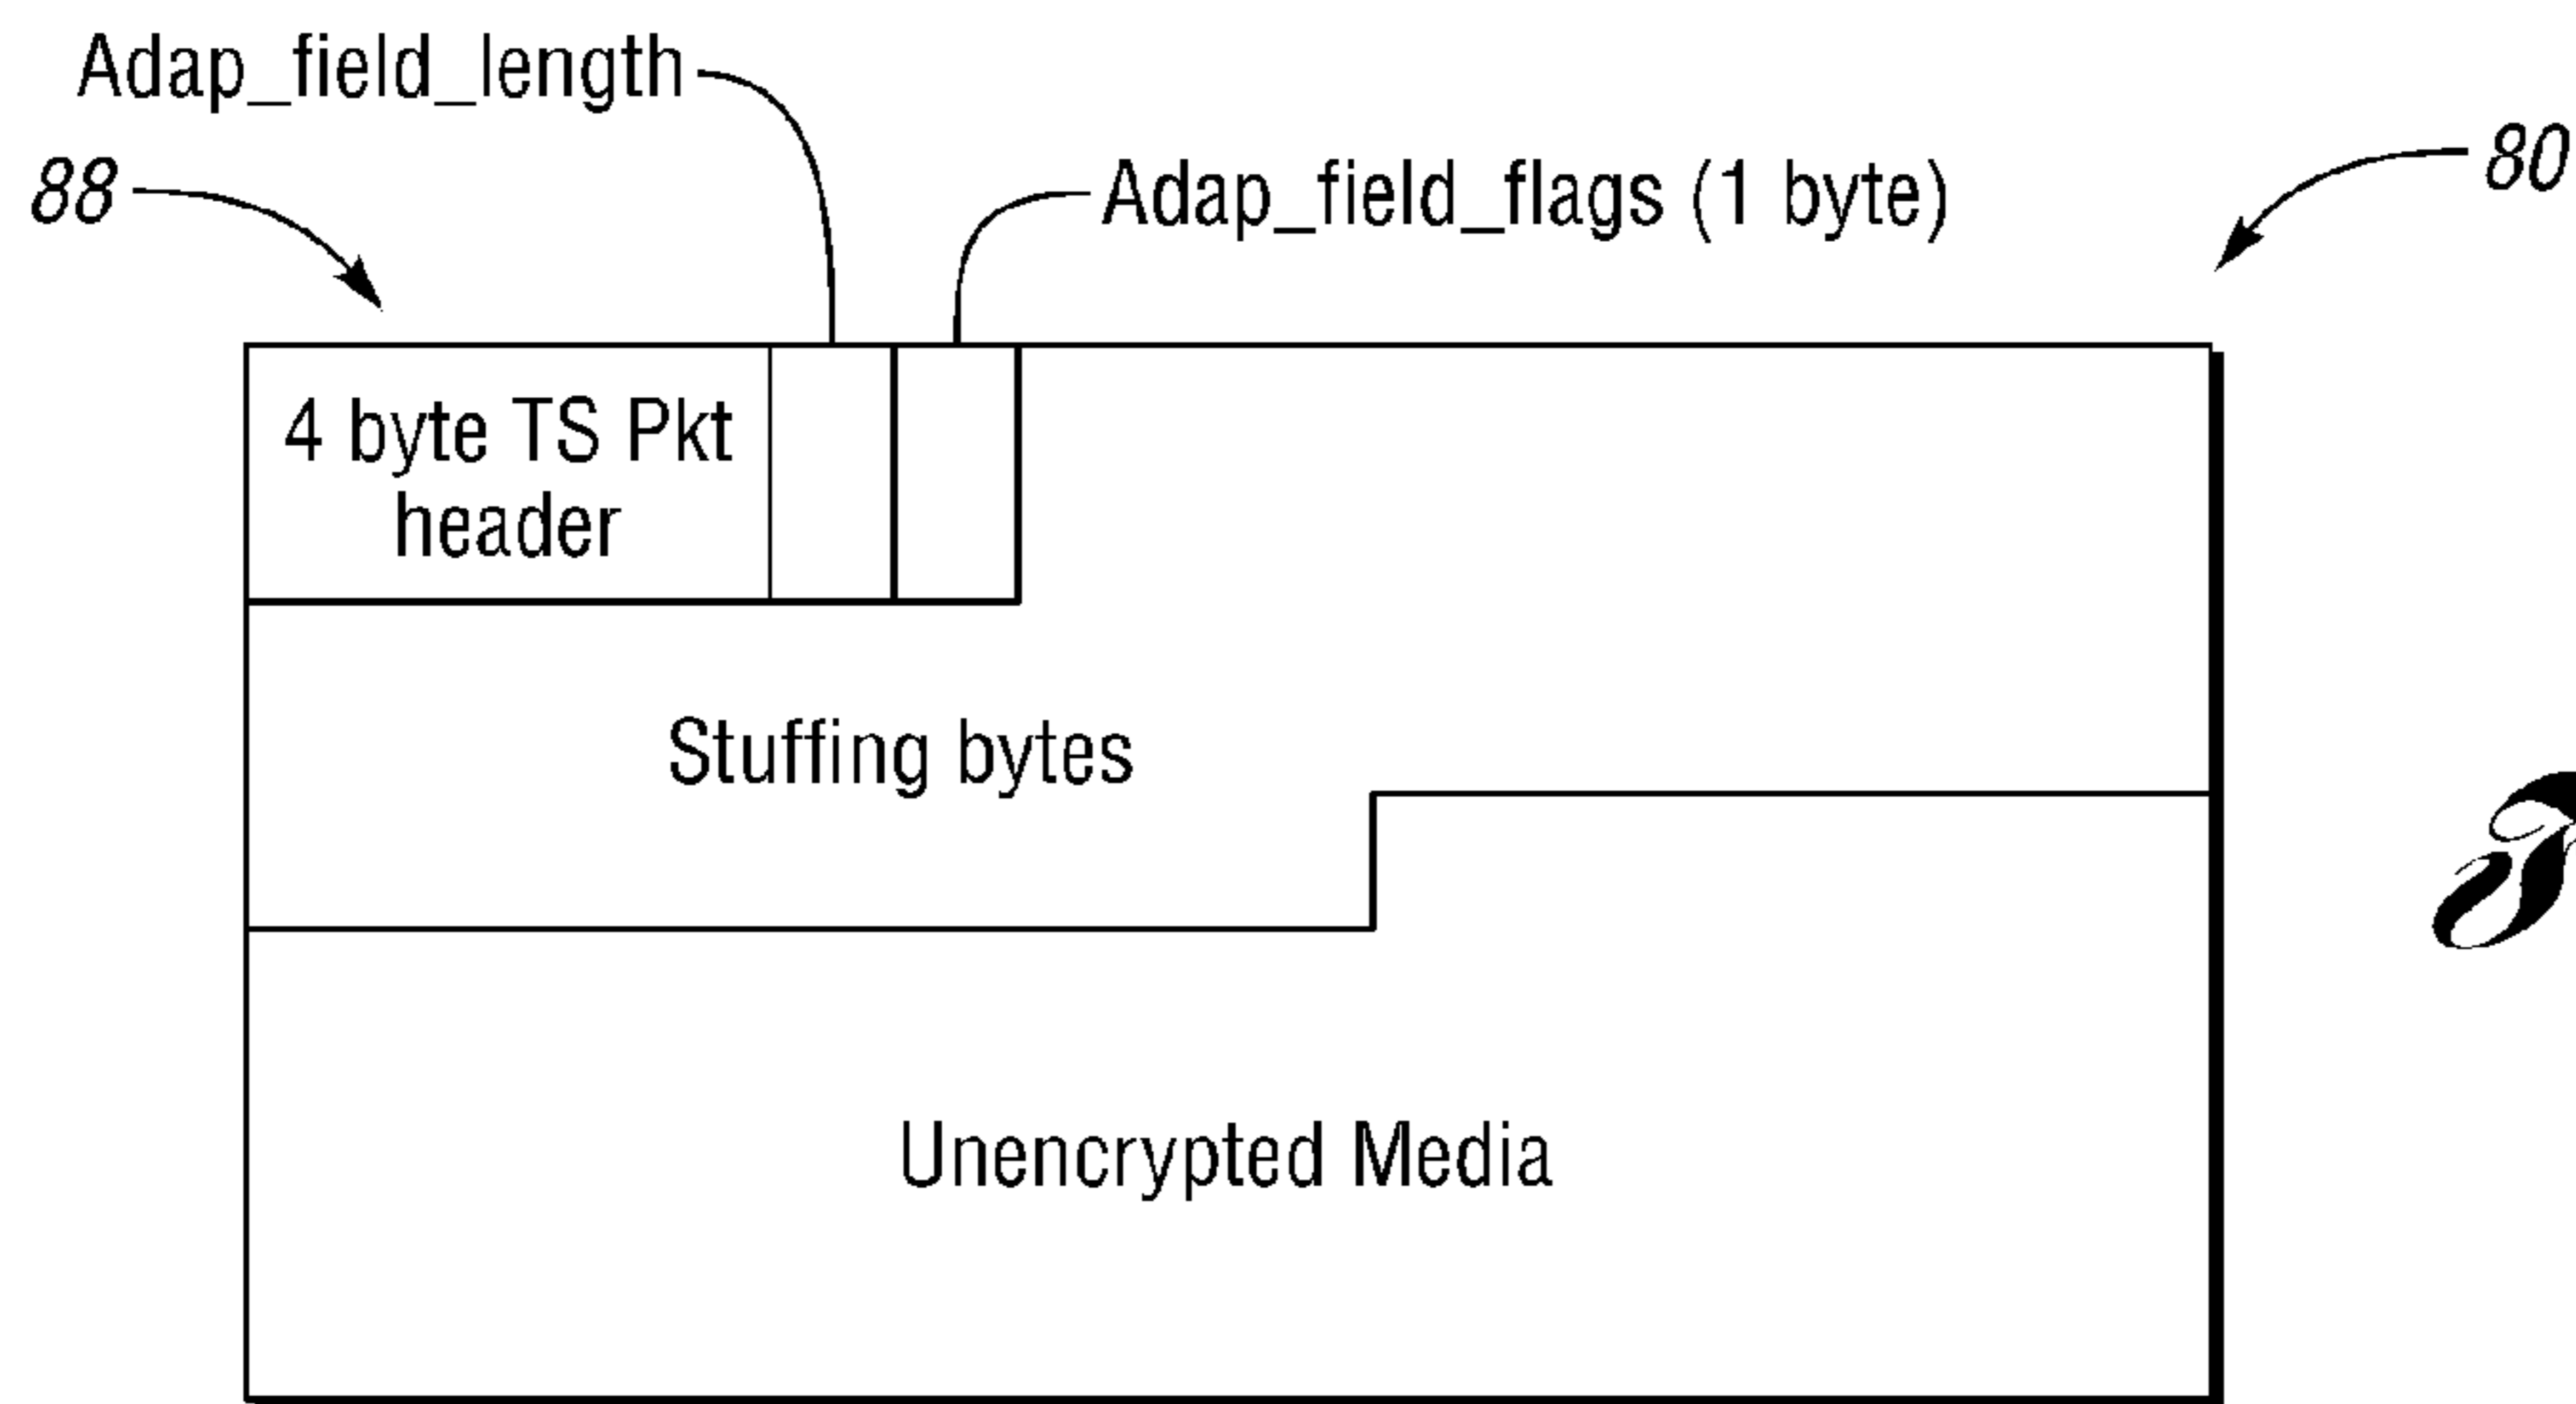 Adap_field_length
88
Adap_field_flags (1 byte)
80
4 byte TS Pkt
header
Stuffing bytes
Unencrypted Media